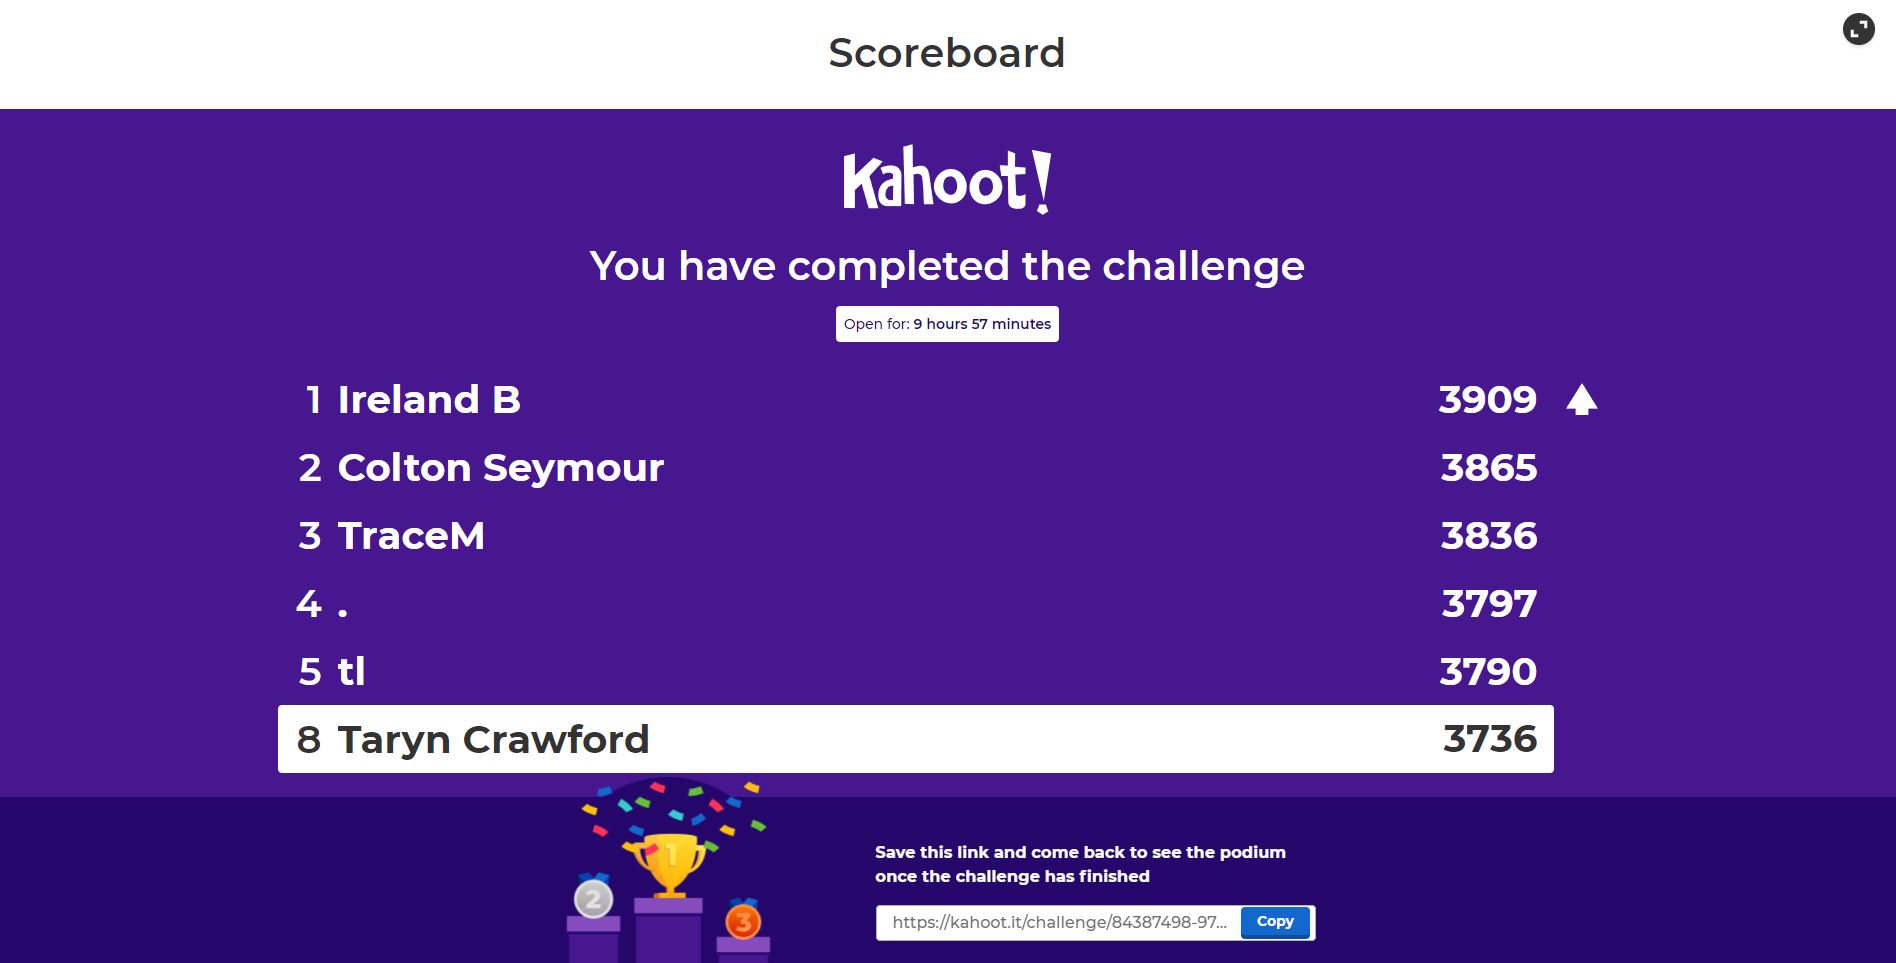 Scoreboard
Kahoot!
You have completed the challenge
Open for: 9 hours 57 minutes
1 Ireland B 3909
2 Colton Seymour 3865
3 TraceM 3836
4 . 3797
5 tl 3790
8 Taryn Crawford 3736
1
2
3
Save this link and come back to see the podium
once the challenge has finished
https://kahoot.it/challenge/84387498-97... Copy